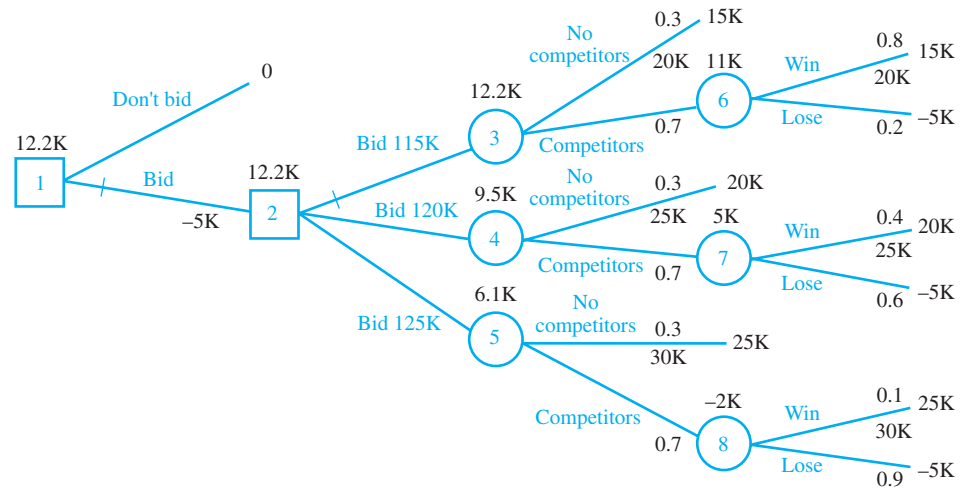 0.3
15K
No
competitors
20K
11K
0.8
15K
Win
20K
6
0
Don't bid
12.2K
3
Lose
0.2
–5K
0.7
Competitors
Bid 115K
12.2K
1
Bid
12.2K
–5K
2
No
competitors
0.3
20K
9.5K
Bid 120K
25K
5K
0.4
20K
Win
25K
4
7
Competitors
0.7
Lose
0.6
–5K
6.1K
No
competitors
Bid 125K
5
0.3
25K
30K
–2K
0.1
25K
Win
30K
Competitors
0.7
8
Lose
0.9
–5K